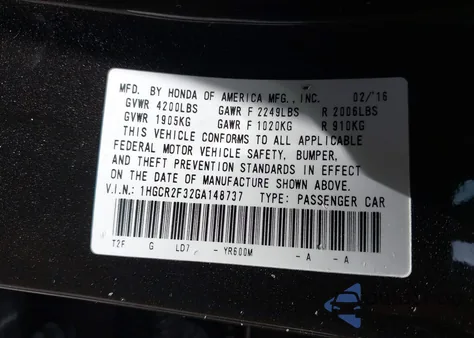 MFD. BY HONDA OF AMERICA MFG., INC. 02/16
GVWR 4200LBS GAWR F 2249LBS R 2006LBS
GVWR 1905KG GAWR F 1020KG R 910KG
THIS VEHICLE CONFORMS TO ALL APPLICABLE
FEDERAL MOTOR VEHICLE SAFETY, BUMPER,
AND THEFT PREVENTION STANDARDS IN EFFECT
ON THE DATE OF MANUFACTURE SHOWN ABOVE.
V.I.N.: 1HGCR2F32GA148737 TYPE: PASSENGER CAR
T2F G LD7 - YR600M - A - A